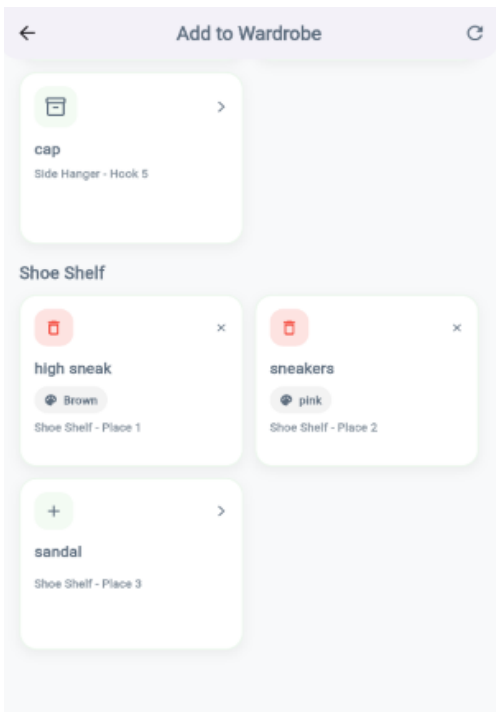 Add to Wardrobe
cap
Side Hanger - Hook 5
Shoe Shelf
high sneak
Brown
Shoe Shelf - Place 1
sneakers
pink
Shoe Shelf - Place 2
sandal
Shoe Shelf - Place 3